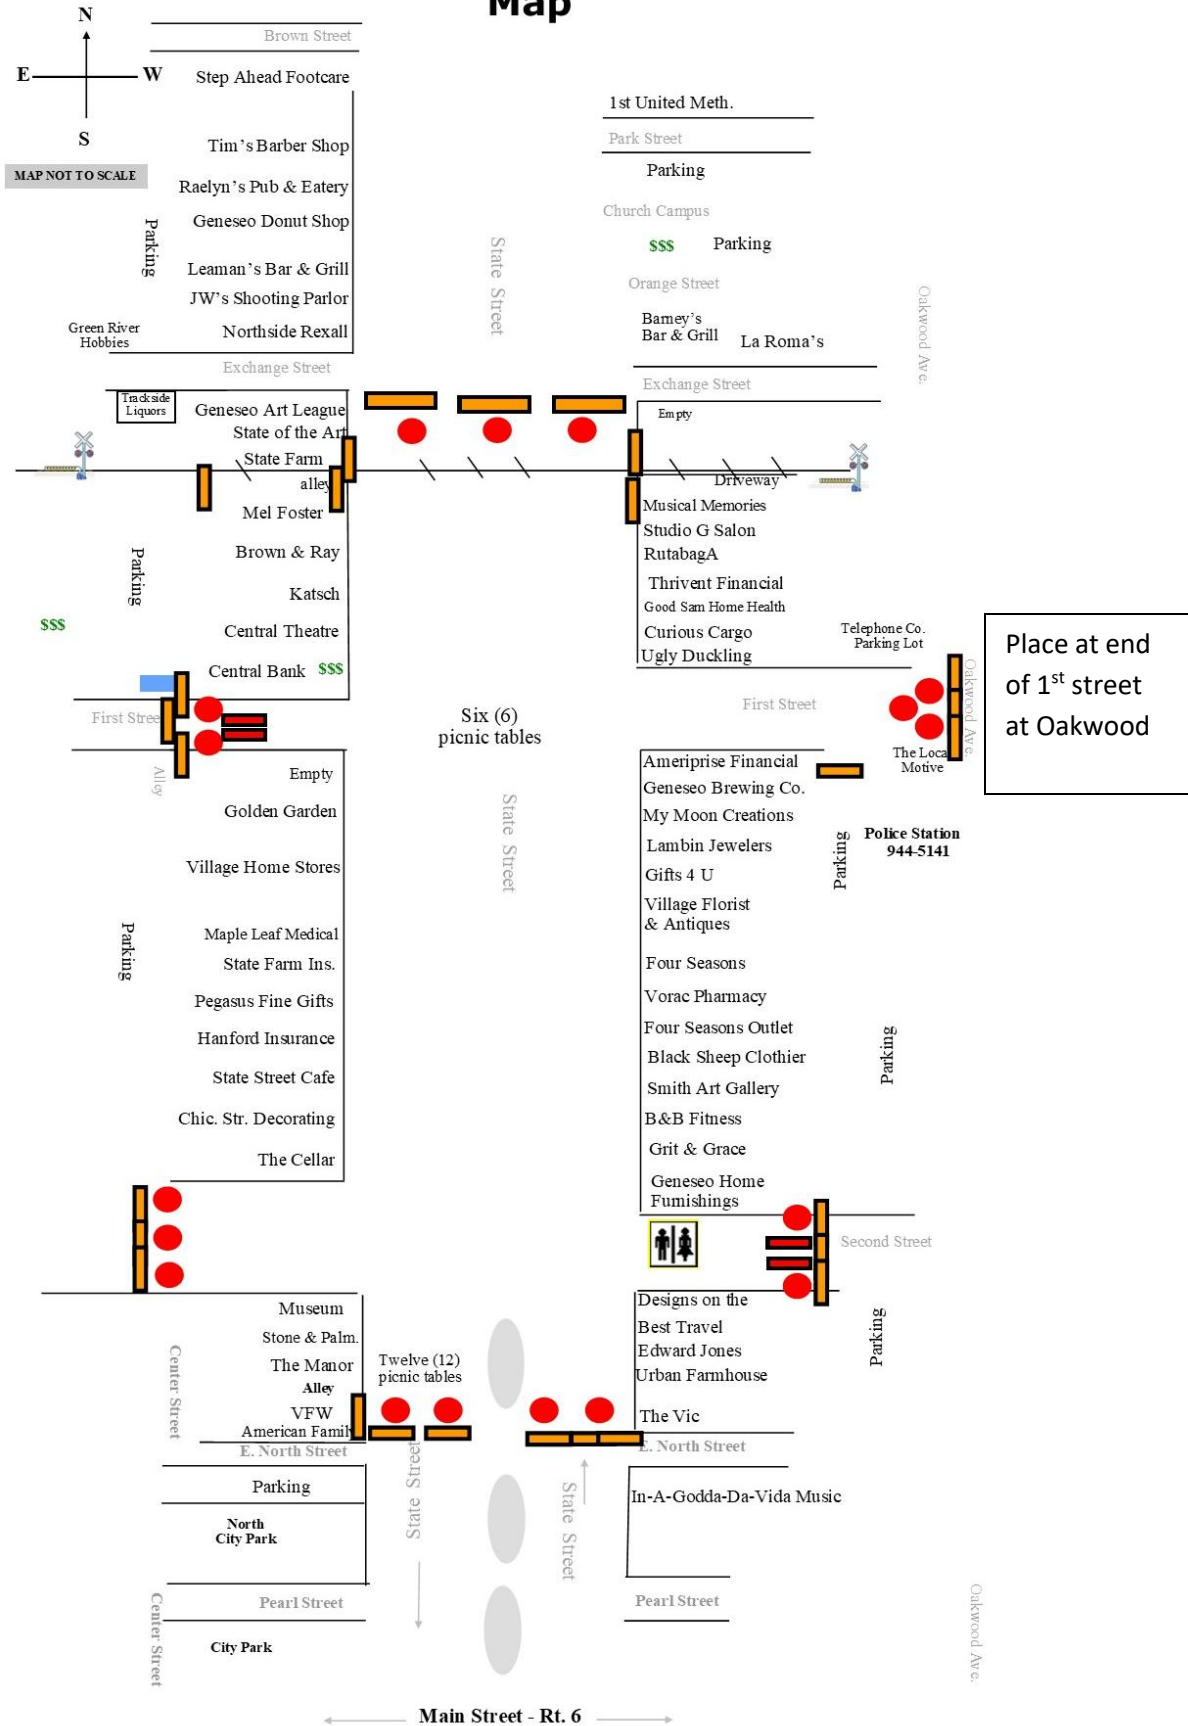 Map
N
E
W
S
MAP NOT TO SCALE
Brown Street
Step Ahead Footcare
Tim's Barber Shop
Raelyn's Pub & Eatery
Geneseo Donut Shop
Parking
Leaman's Bar & Grill
JW's Shooting Parlor
Northside Rexall
Green River
Hobbies
Exchange Street
State Street
1st United Meth.
Park Street
Parking
Church Campus
$$$
Parking
Orange Street
Barney's
Bar & Grill
La Roma's
Oakwood Ave.
Exchange Street
Empty
Trackside
Liquors
Geneseo Art League
State of the Art
State Farm
alley
Mel Foster
Brown & Ray
Parking
Katsch
$$$
Central Theatre
Central Bank
$$$
First Stree
Alley
Driveway
Musical Memories
Studio G Salon
RutabagA
Thrivent Financial
Good Sam Home Health
Curious Cargo
Ugly Duckling
Telephone Co.
Parking Lot
Oakwood Ave.
First Street
The Loca
Motive
Place at end
of 1st street
at Oakwood
Six (6)
picnic tables
State Street
Empty
Golden Garden
Village Home Stores
Parking
Maple Leaf Medical
State Farm Ins.
Pegasus Fine Gifts
Hanford Insurance
State Street Cafe
Chic. Str. Decorating
The Cellar
Ameriprise Financial
Geneseo Brewing Co.
My Moon Creations
Lambin Jewelers
Gifts 4 U
Village Florist
& Antiques
Four Seasons
Vorac Pharmacy
Four Seasons Outlet
Black Sheep Clothier
Smith Art Gallery
B&B Fitness
Grit & Grace
Geneseo Home
Furnishings
Parking
Police Station
944-5141
Parking
Second Street
Parking
Museum
Stone & Palm.
The Manor
Alley
VFW
American Famil
Center Street
E. North Street
Twelve (12)
picnic tables
Designs on the
Best Travel
Edward Jones
Urban Farmhouse
The Vic
E. North Street
Parking
North
City Park
State Street
State Street
In-A-Godda-Da-Vida Music
Pearl Street
Center Street
City Park
Pearl Street
Oakwood Ave.
Main Street - Rt. 6